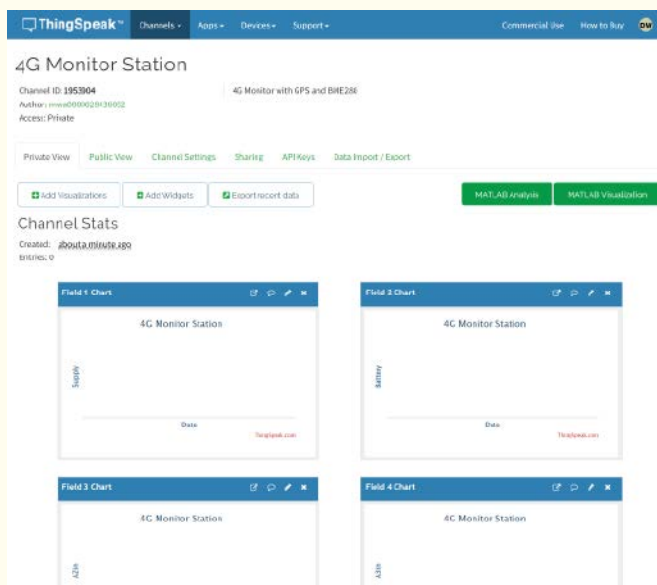 ThingSpeak™ Channels Apps Devices Support Commercial Use How to Buy DW
4G Monitor Station
Channel ID: 1953904 4G Monitor with GPS and BME280
Author:
Access: Private
Private View Public View Channel Settings Sharing API Keys Data Import / Export
Add Visualizations Add Widgets Export recent data MATLAB Analysis MATLAB Visualization
Channel Stats
Created: about a minute ago
Entries: 0
Field 1 Chart Field 2 Chart
4G Monitor Station 4G Monitor Station
Supply Battery
Date Date
ThingSpeak.com ThingSpeak.com
Field 3 Chart Field 4 Chart
4G Monitor Station 4G Monitor Station
A2in A3in